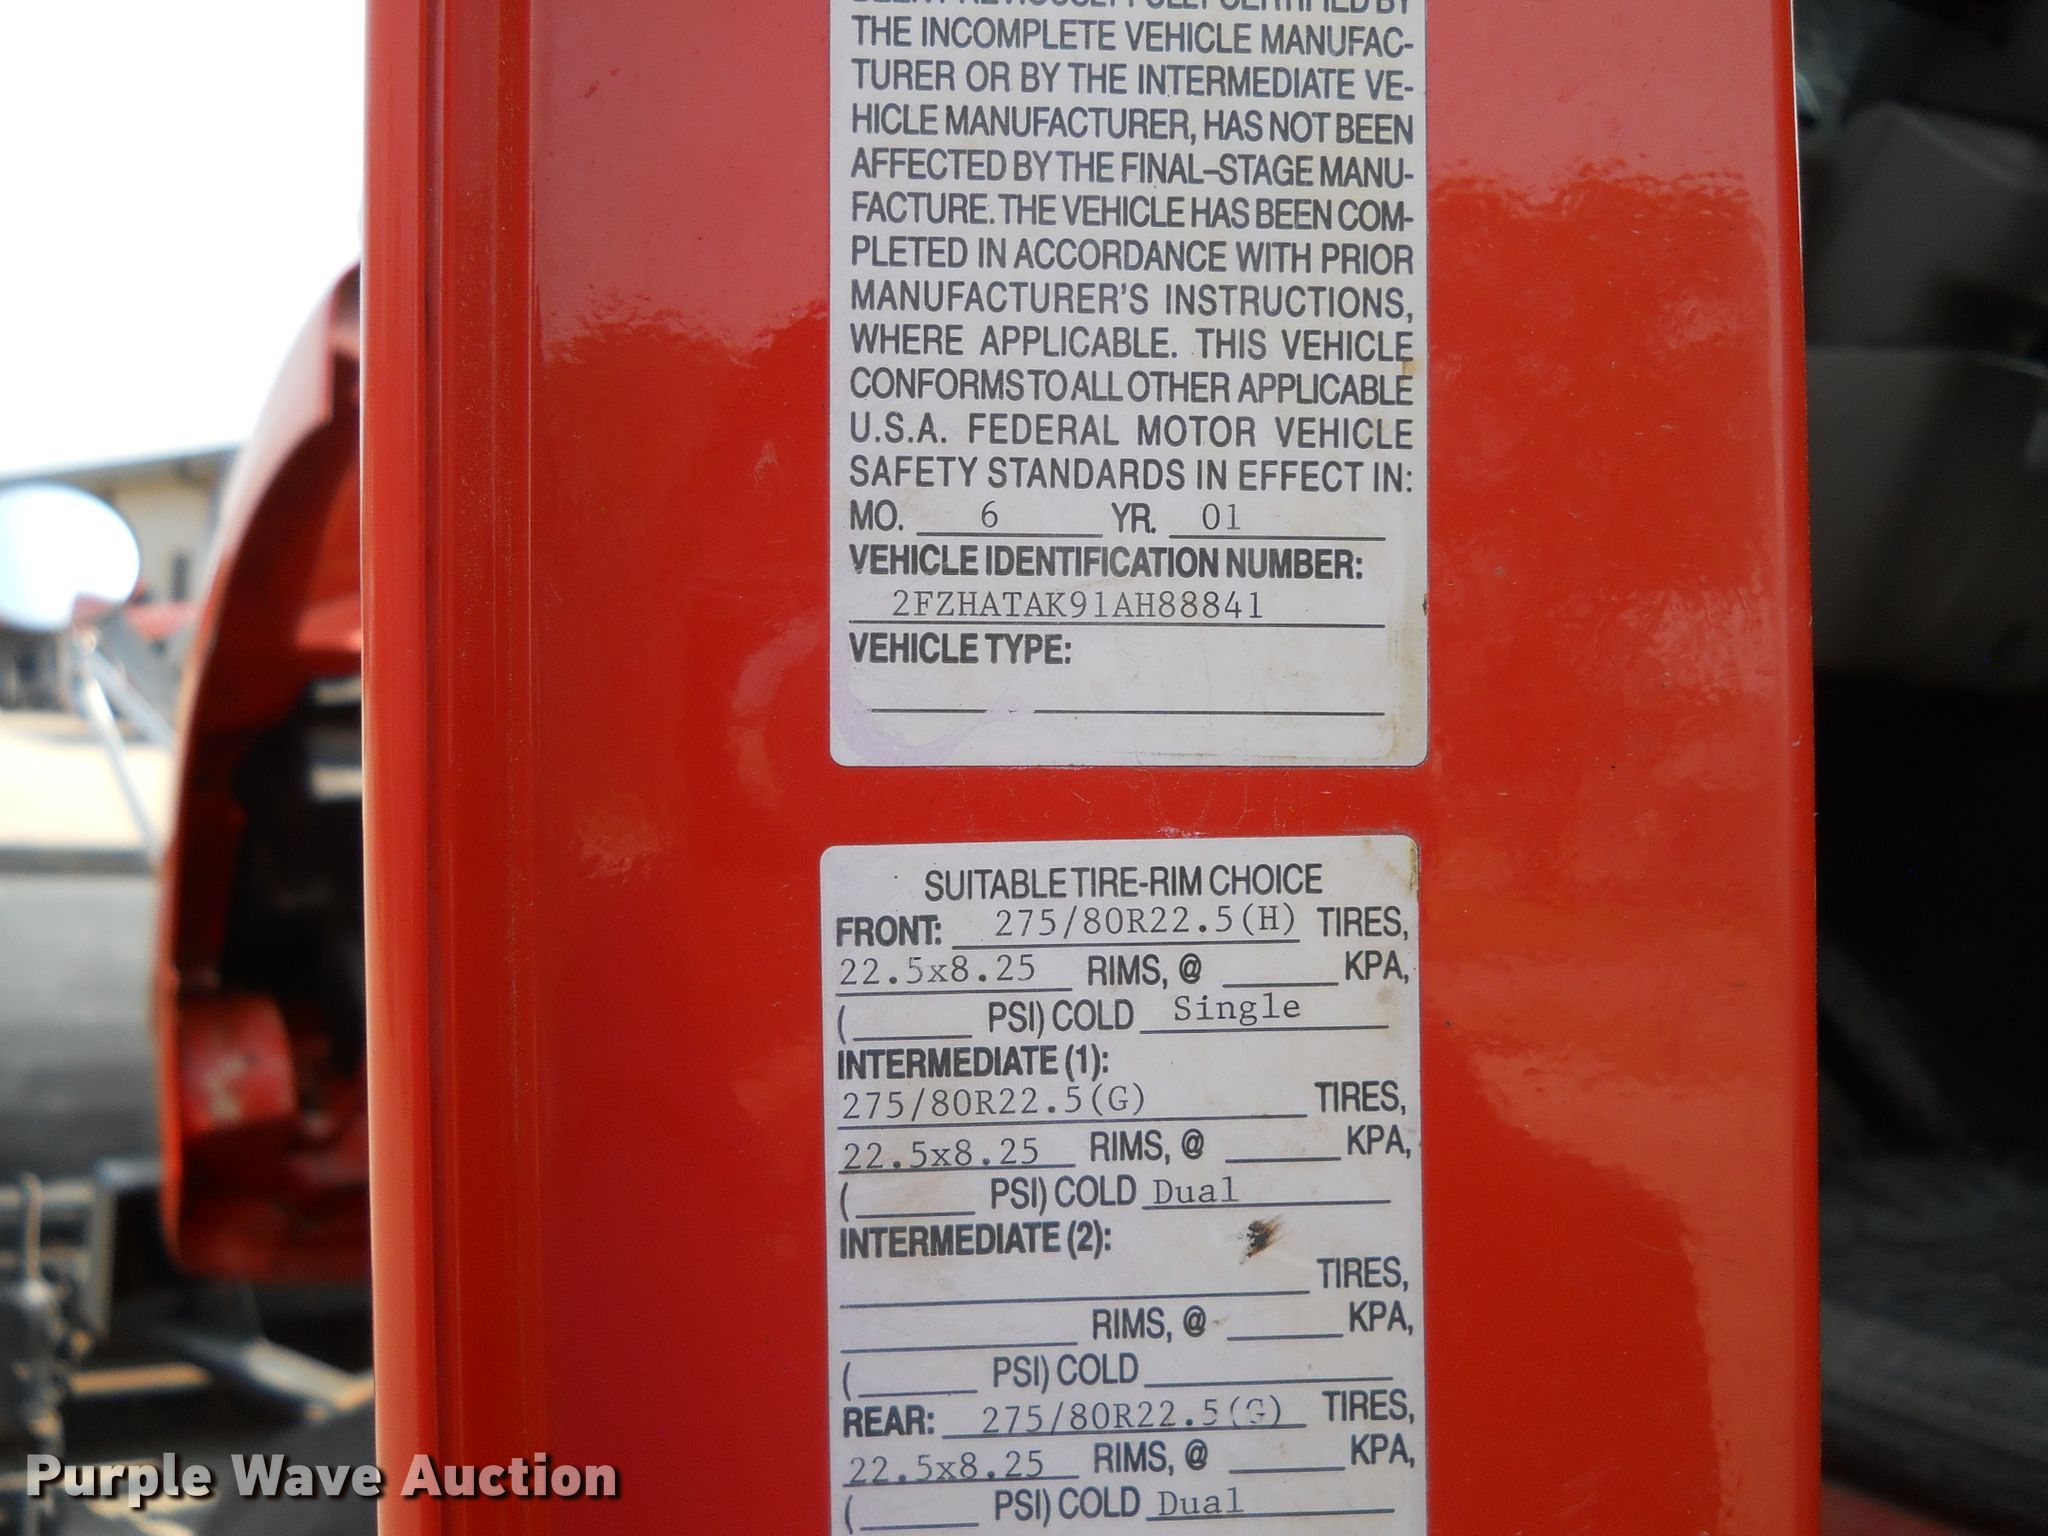 BEEN PREVIOUSLY FULLY CERTIFIED BY
THE INCOMPLETE VEHICLE MANUFAC-
TURER OR BY THE INTERMEDIATE VE-
HICLE MANUFACTURER, HAS NOT BEEN
AFFECTED BY THE FINAL-STAGE MANU-
FACTURE. THE VEHICLE HAS BEEN COM-
PLETED IN ACCORDANCE WITH PRIOR
MANUFACTURER'S INSTRUCTIONS,
WHERE APPLICABLE. THIS VEHICLE
CONFORMS TO ALL OTHER APPLICABLE
U.S.A. FEDERAL MOTOR VEHICLE
SAFETY STANDARDS IN EFFECT IN:
MO. 6 YR. 01
VEHICLE IDENTIFICATION NUMBER:
2FZHATAK91AH88841
VEHICLE TYPE:
SUITABLE TIRE-RIM CHOICE
FRONT: 275/80R22.5(H) TIRES,
22.5x8.25 RIMS, @ KPA,
( PSI) COLD Single
INTERMEDIATE (1):
275/80R22.5(G) TIRES,
22.5x8.25 RIMS, @ KPA,
( PSI) COLD Dual
INTERMEDIATE (2):
TIRES,
RIMS, @ KPA,
( PSI) COLD
REAR: 275/80R22.5(G) TIRES,
22.5x8.25 RIMS, @ KPA,
( PSI) COLD Dual
Purple Wave Auction